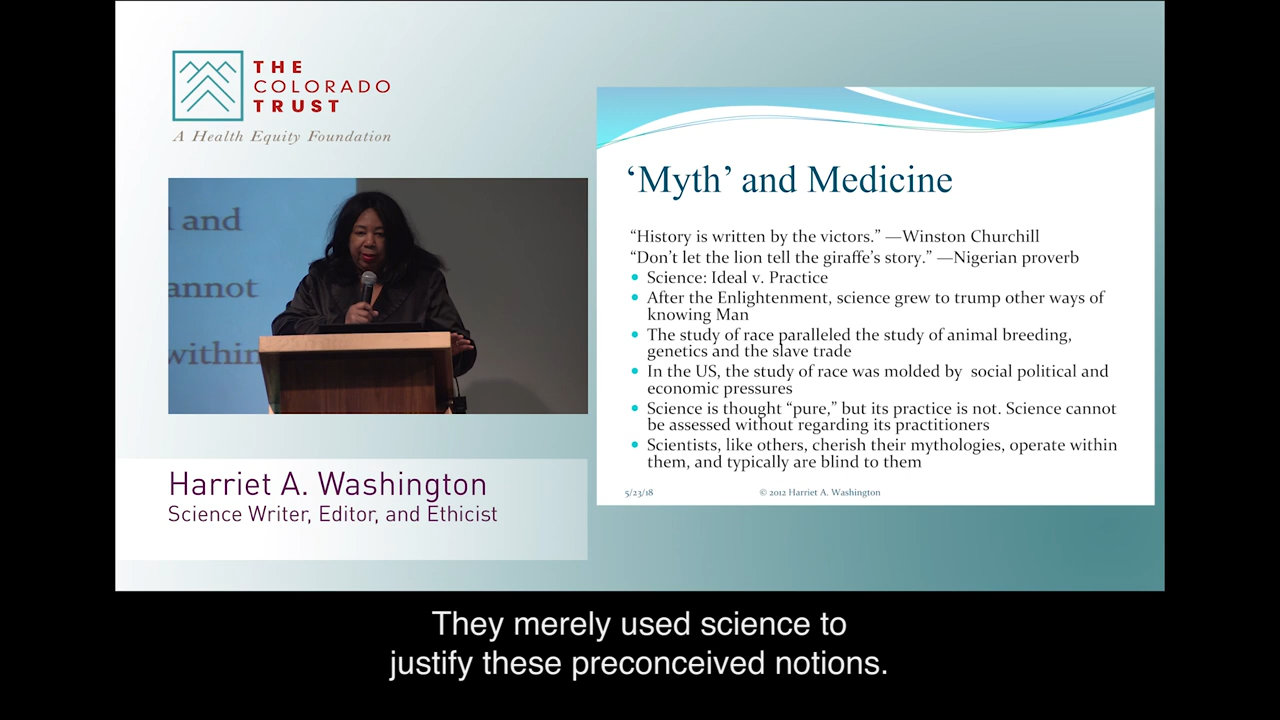 THE
COLORADO
TRUST
A Health Equity Foundation
l and
annot
within
Harriet A. Washington
Science Writer, Editor, and Ethicist
‘Myth’ and Medicine
“History is written by the victors.” —Winston Churchill
“Don’t let the lion tell the giraffe’s story.” —Nigerian proverb
• Science: Ideal v. Practice
• After the Enlightenment, science grew to trump other ways of
knowing Man
• The study of race paralleled the study of animal breeding,
genetics and the slave trade
• In the US, the study of race was molded by social political and
economic pressures
• Science is thought “pure,” but its practice is not. Science cannot
be assessed without regarding its practitioners
• Scientists, like others, cherish their mythologies, operate within
them, and typically are blind to them
5/23/18
© 2012 Harriet A. Washington
They merely used science to
justify these preconceived notions.